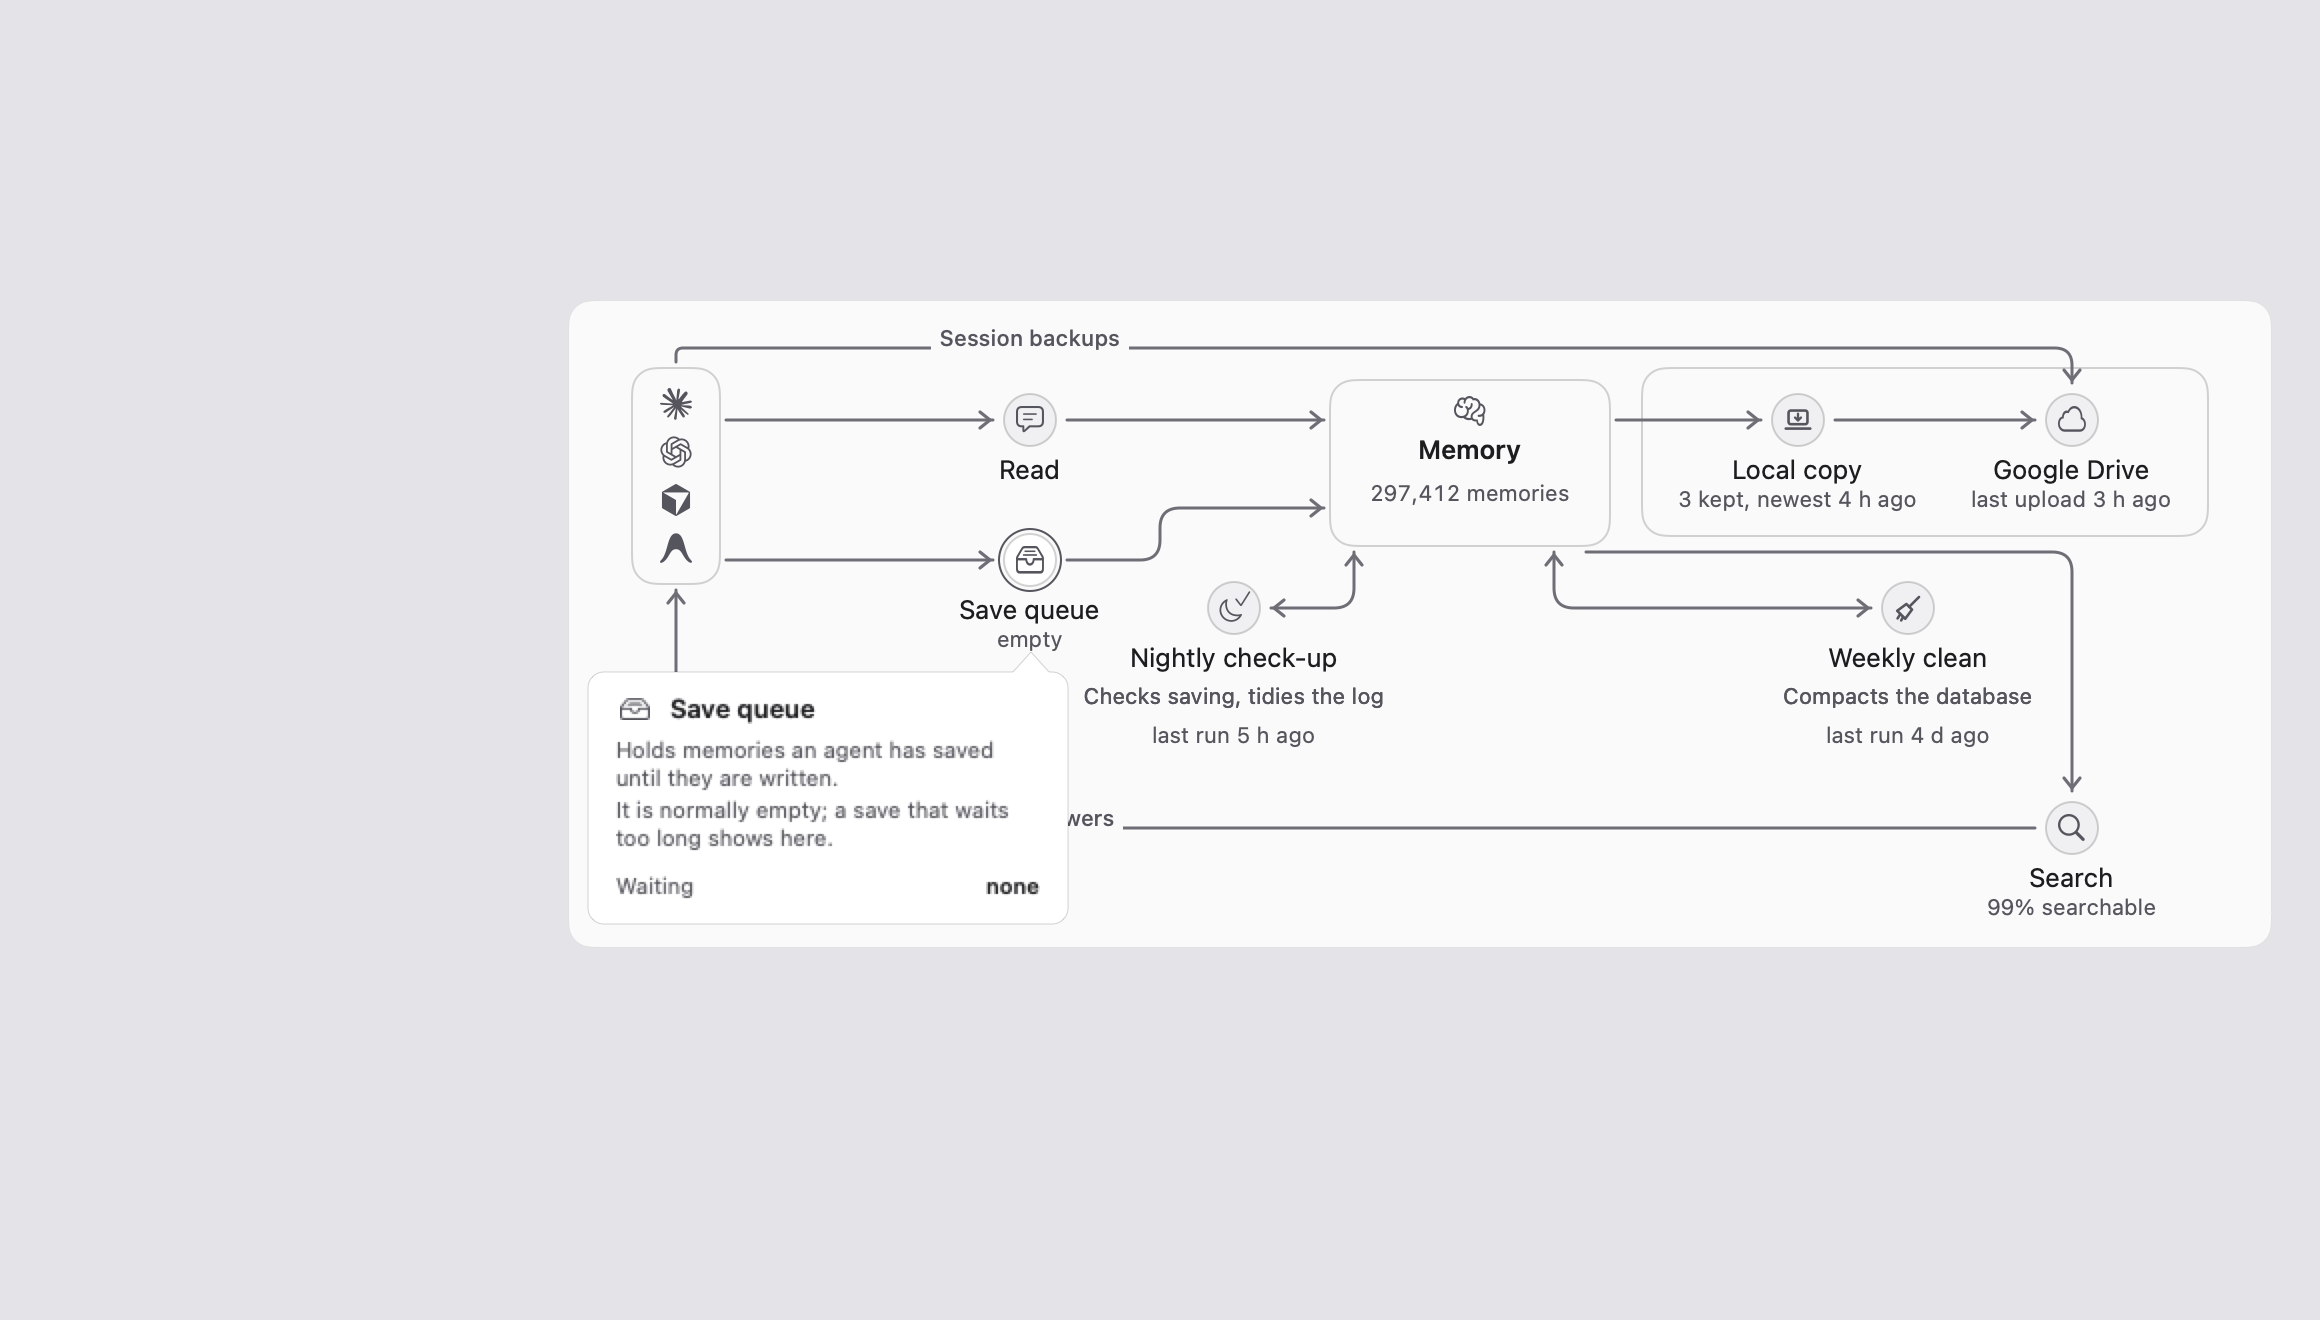 Session backups
Read
Memory
297,412 memories
Local copy
3 kept, newest 4 h ago
Google Drive
last upload 3 h ago
Save queue
empty
Nightly check-up
Checks saving, tidies the log
last run 5 h ago
Weekly clean
Compacts the database
last run 4 d ago
Save queue
Holds memories an agent has saved
until they are written.
It is normally empty; a save that waits
too long shows here.
Waiting
none
Search
99% searchable